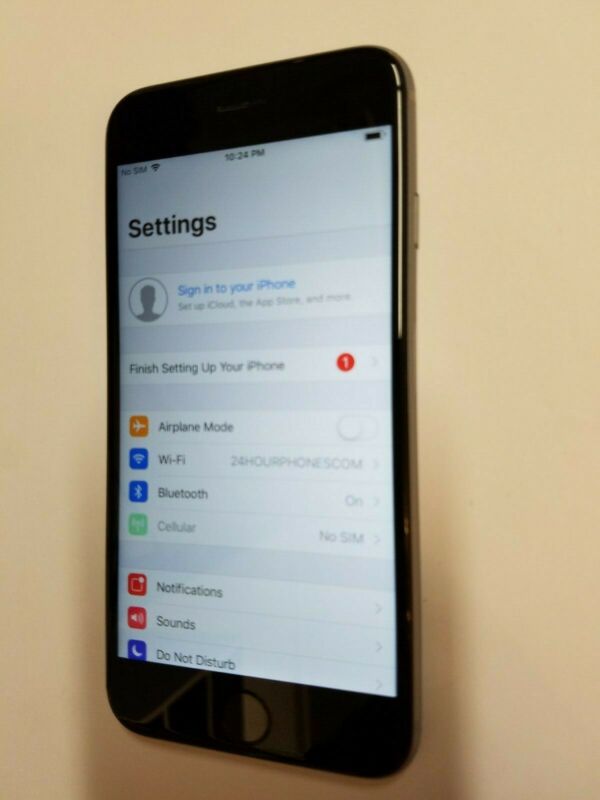 No SIM 10:24 PM
Settings
Sign in to your iPhone
Set up iCloud, the App Store, and more.
Finish Setting Up Your iPhone 1
Airplane Mode
Wi-Fi 24HOURPHONESCOM
Bluetooth On
Cellular No SIM
Notifications
Sounds
Do Not Disturb